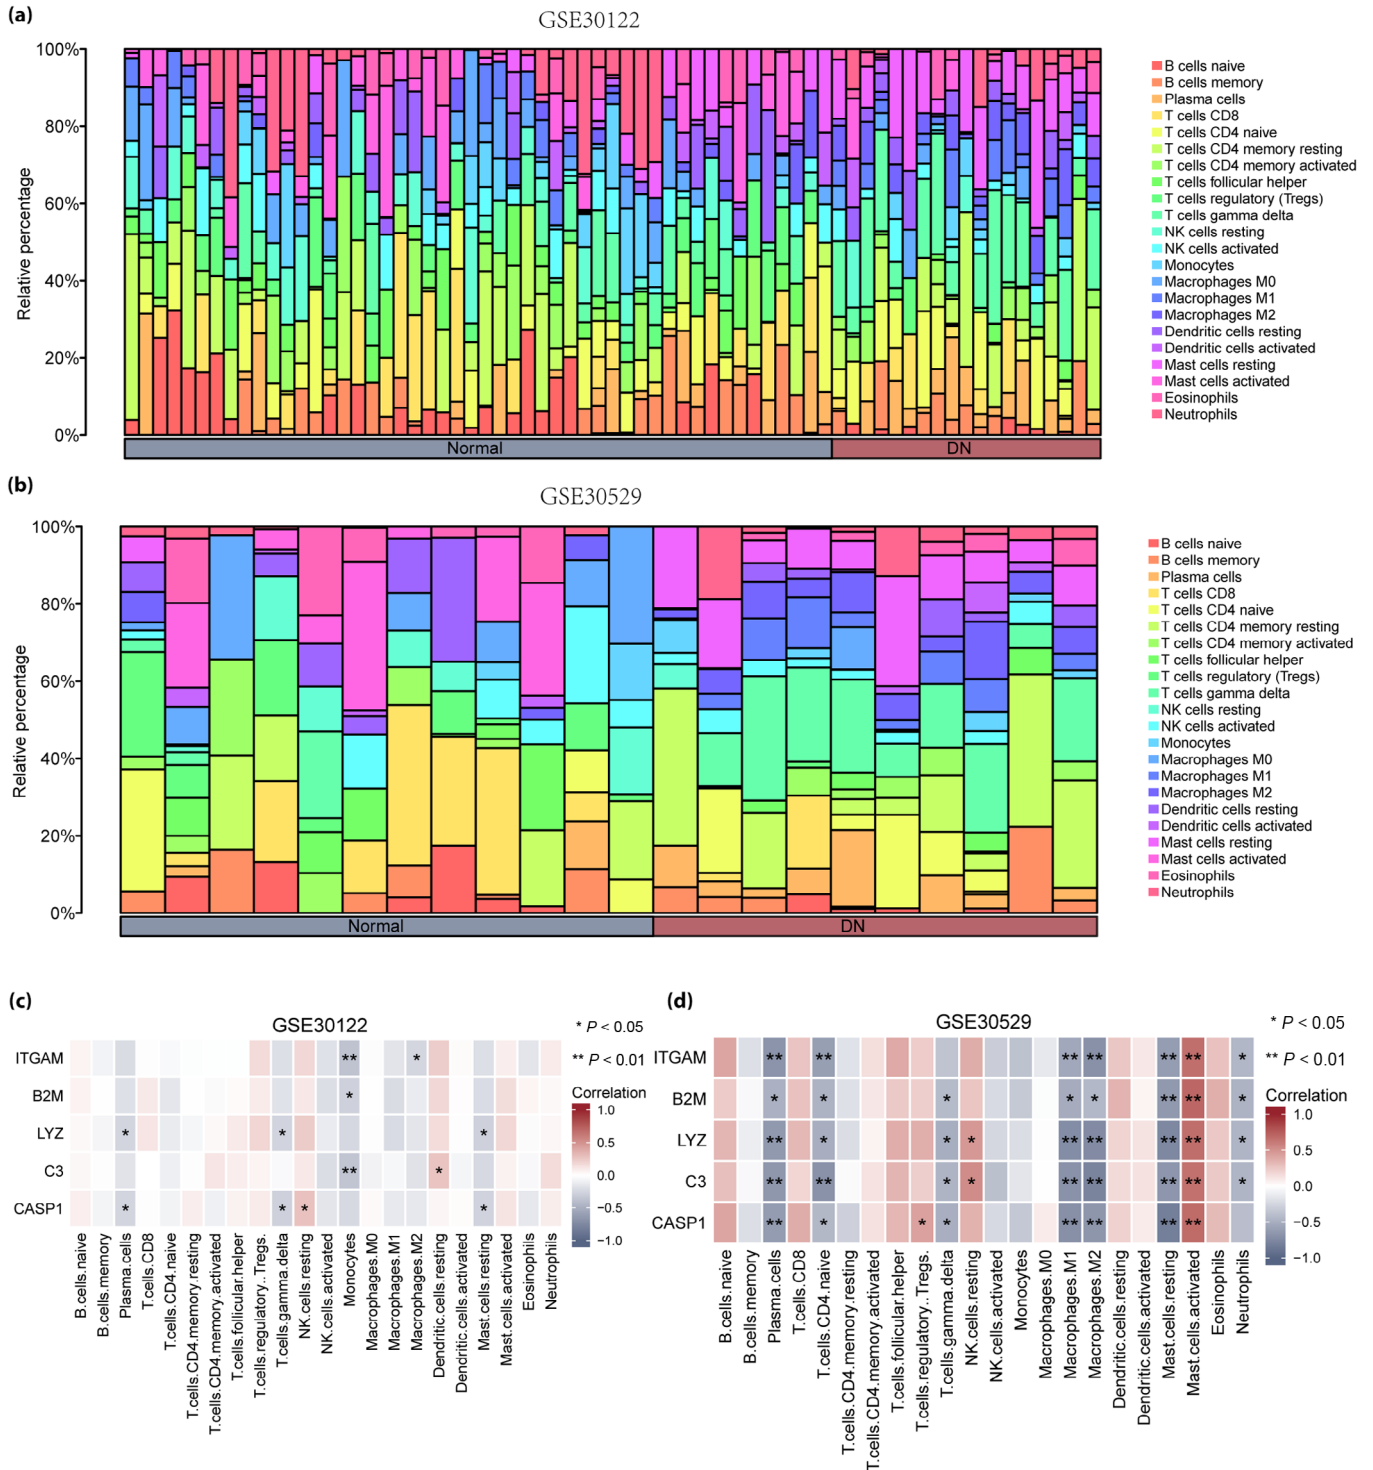 (a)
GSE30122
Relative percentage
100%
80%
60%
40%
20%
0%
Normal
DN
B cells naive
B cells memory
Plasma cells
T cells CD8
T cells CD4 naive
T cells CD4 memory resting
T cells CD4 memory activated
T cells follicular helper
T cells regulatory (Tregs)
T cells gamma delta
NK cells resting
NK cells activated
Monocytes
Macrophages M0
Macrophages M1
Macrophages M2
Dendritic cells resting
Dendritic cells activated
Mast cells resting
Mast cells activated
Eosinophils
Neutrophils
(b)
GSE30529
Relative percentage
100%
80%
60%
40%
20%
0%
Normal
DN
B cells naive
B cells memory
Plasma cells
T cells CD8
T cells CD4 naive
T cells CD4 memory resting
T cells CD4 memory activated
T cells follicular helper
T cells regulatory (Tregs)
T cells gamma delta
NK cells resting
NK cells activated
Monocytes
Macrophages M0
Macrophages M1
Macrophages M2
Dendritic cells resting
Dendritic cells activated
Mast cells resting
Mast cells activated
Eosinophils
Neutrophils
(c)
GSE30122
* P < 0.05
** P < 0.01
Correlation
1.0
0.5
0.0
−0.5
−1.0
ITGAM ** *
B2M *
LYZ * * *
C3 ** *
CASP1 * * * *
B.cells.naive
B.cells.memory
Plasma.cells
T.cells.CD8
T.cells.CD4.naive
T.cells.CD4.memory.resting
T.cells.CD4.memory.activated
T.cells.follicular.helper
T.cells.regulatory..Tregs.
T.cells.gamma.delta
NK.cells.resting
NK.cells.activated
Monocytes
Macrophages.M0
Macrophages.M1
Macrophages.M2
Dendritic.cells.resting
Dendritic.cells.activated
Mast.cells.resting
Mast.cells.activated
Eosinophils
Neutrophils
(d)
GSE30529
* P < 0.05
** P < 0.01
Correlation
1.0
0.5
0.0
−0.5
−1.0
ITGAM ** ** ** ** ** ** *
B2M * * * * * ** ** *
LYZ ** * * * ** ** ** ** *
C3 ** ** * * ** ** ** ** *
CASP1 ** * * * ** ** ** **
B.cells.naive
B.cells.memory
Plasma.cells
T.cells.CD8
T.cells.CD4.naive
T.cells.CD4.memory.resting
T.cells.CD4.memory.activated
T.cells.follicular.helper
T.cells.regulatory..Tregs.
T.cells.gamma.delta
NK.cells.resting
NK.cells.activated
Monocytes
Macrophages.M0
Macrophages.M1
Macrophages.M2
Dendritic.cells.resting
Dendritic.cells.activated
Mast.cells.resting
Mast.cells.activated
Eosinophils
Neutrophils